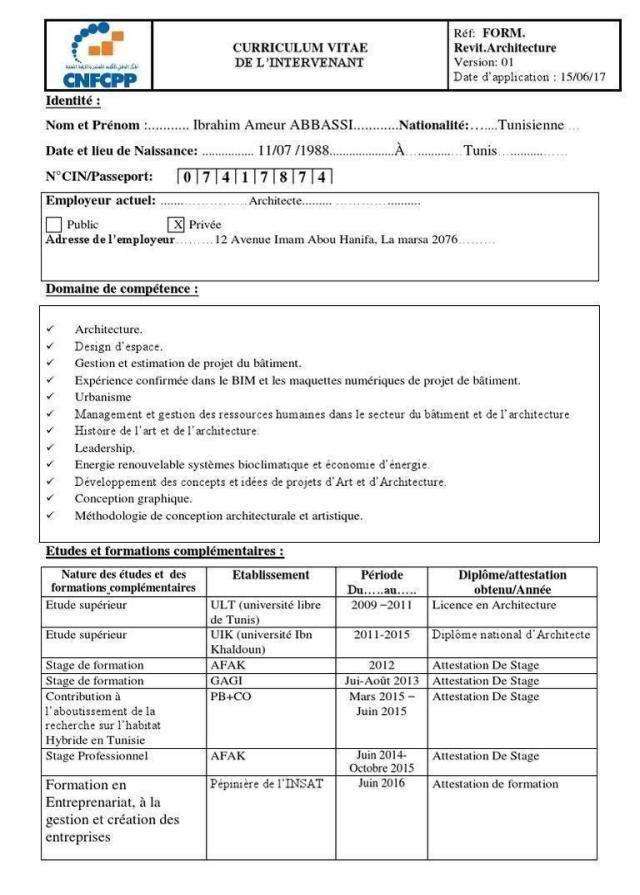 CNFCPP
CURRICULUM VITAE
DE L'INTERVENANT
Réf: FORM.
Revit.Architecture
Version: 01
Date d'application : 15/06/17
Identité :
Nom et Prénom :........... Ibrahim Ameur ABBASSI............Nationalité:.......Tunisienne...
Date et lieu de Naissance: ................ 11/07 /1988.....................À...............Tunis.................
N°CIN/Passeport: |0|7|4|1|7|8|7|4|
Employeur actuel: .........................Architecte...............................
Public X Privée
Adresse de l'employeur.........12 Avenue Imam Abou Hanifa, La marsa 2076.........
Domaine de compétence :
✓ Architecture.
✓ Design d'espace.
✓ Gestion et estimation de projet du bâtiment.
✓ Expérience confirmée dans le BIM et les maquettes numériques de projet de bâtiment.
✓ Urbanisme
✓ Management et gestion des ressources humaines dans le secteur du bâtiment et de l'architecture
✓ Histoire de l'art et de l'architecture.
✓ Leadership.
✓ Energie renouvelable systèmes bioclimatique et économie d'énergie.
✓ Développement des concepts et idées de projets d'Art et d'Architecture.
✓ Conception graphique.
✓ Méthodologie de conception architecturale et artistique.
Etudes et formations complémentaires :
Nature des études et des
formations complémentaires
Etablissement
Période
Du…..au…..
Diplôme/attestation
obtenu/Année
Etude supérieur
ULT (université libre
de Tunis)
2009 –2011
Licence en Architecture
Etude supérieur
UIK (université Ibn
Khaldoun)
2011-2015
Diplôme national d'Architecte
Stage de formation
AFAK
2012
Attestation De Stage
Stage de formation
GAGI
Jui-Août 2013
Attestation De Stage
Contribution à
l'aboutissement de la
recherche sur l'habitat
Hybride en Tunisie
PB+CO
Mars 2015 –
Juin 2015
Attestation De Stage
Stage Professionnel
AFAK
Juin 2014-
Octobre 2015
Attestation De Stage
Formation en
Entreprenariat, à la
gestion et création des
entreprises
Pépinière de l'INSAT
Juin 2016
Attestation de formation